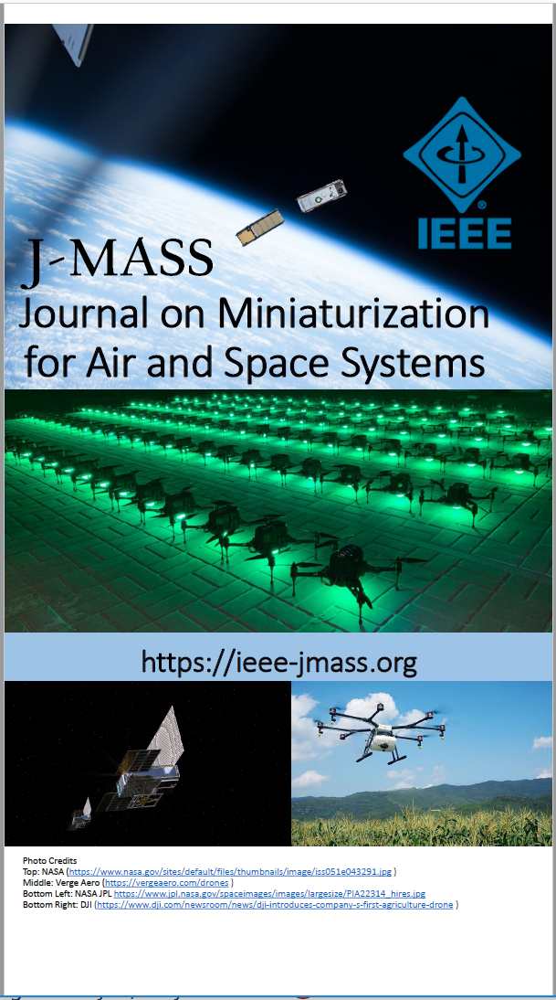 IEEE
J-MASS
Journal on Miniaturization
for Air and Space Systems
https://ieee-jmass.org
Photo Credits
Top: NASA (https://www.nasa.gov/sites/default/files/thumbnails/image/iss051e043291.jpg )
Middle: Verge Aero (https://vergeaero.com/drones )
Bottom Left: NASA JPL https://www.jpl.nasa.gov/spaceimages/images/largesize/PIA22314_hires.jpg
Bottom Right: DJI (https://www.dji.com/newsroom/news/dji-introduces-company-s-first-agriculture-drone )